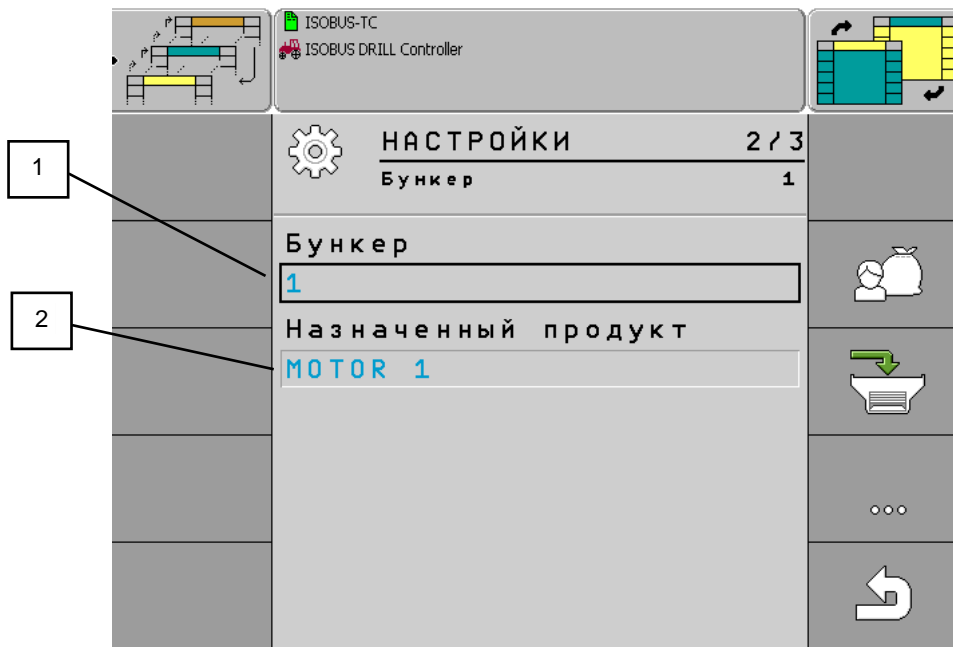 ISOBUS-TC
ISOBUS DRILL Controller
НАСТРОЙКИ 2/3
Бункер 1
1
Бункер
1
2
Назначенный продукт
MOTOR 1